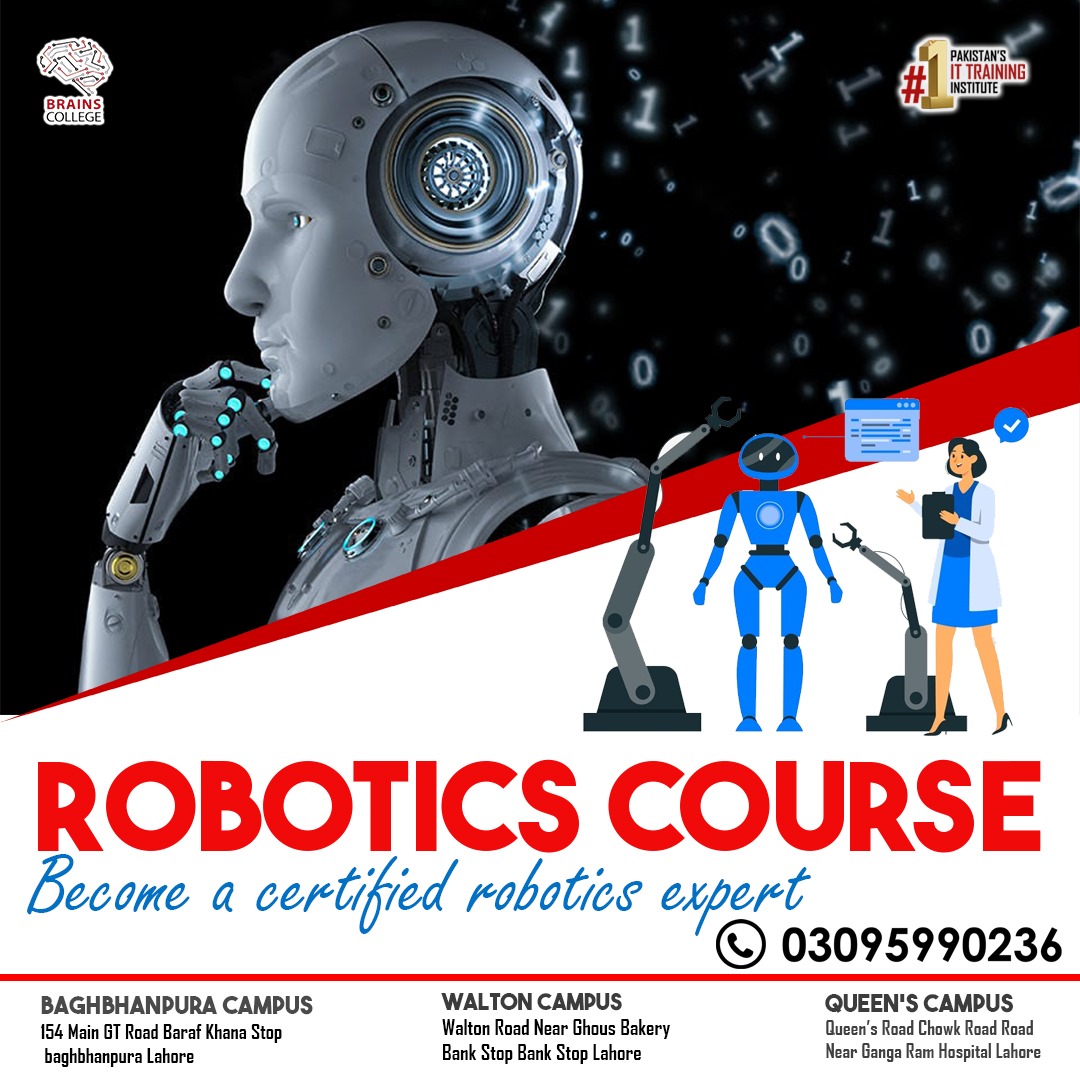 BRAINS
COLLEGE
#1 PAKISTAN'S
IT TRAINING
INSTITUTE
ROBOTICS COURSE
Become a certified robotics expert
03095990236
BAGHBHANPURA CAMPUS
154 Main GT Road Baraf Khana Stop
baghbhanpura Lahore
WALTON CAMPUS
Walton Road Near Ghous Bakery
Bank Stop Bank Stop Lahore
QUEEN'S CAMPUS
Queen's Road Chowk Road Road
Near Ganga Ram Hospital Lahore